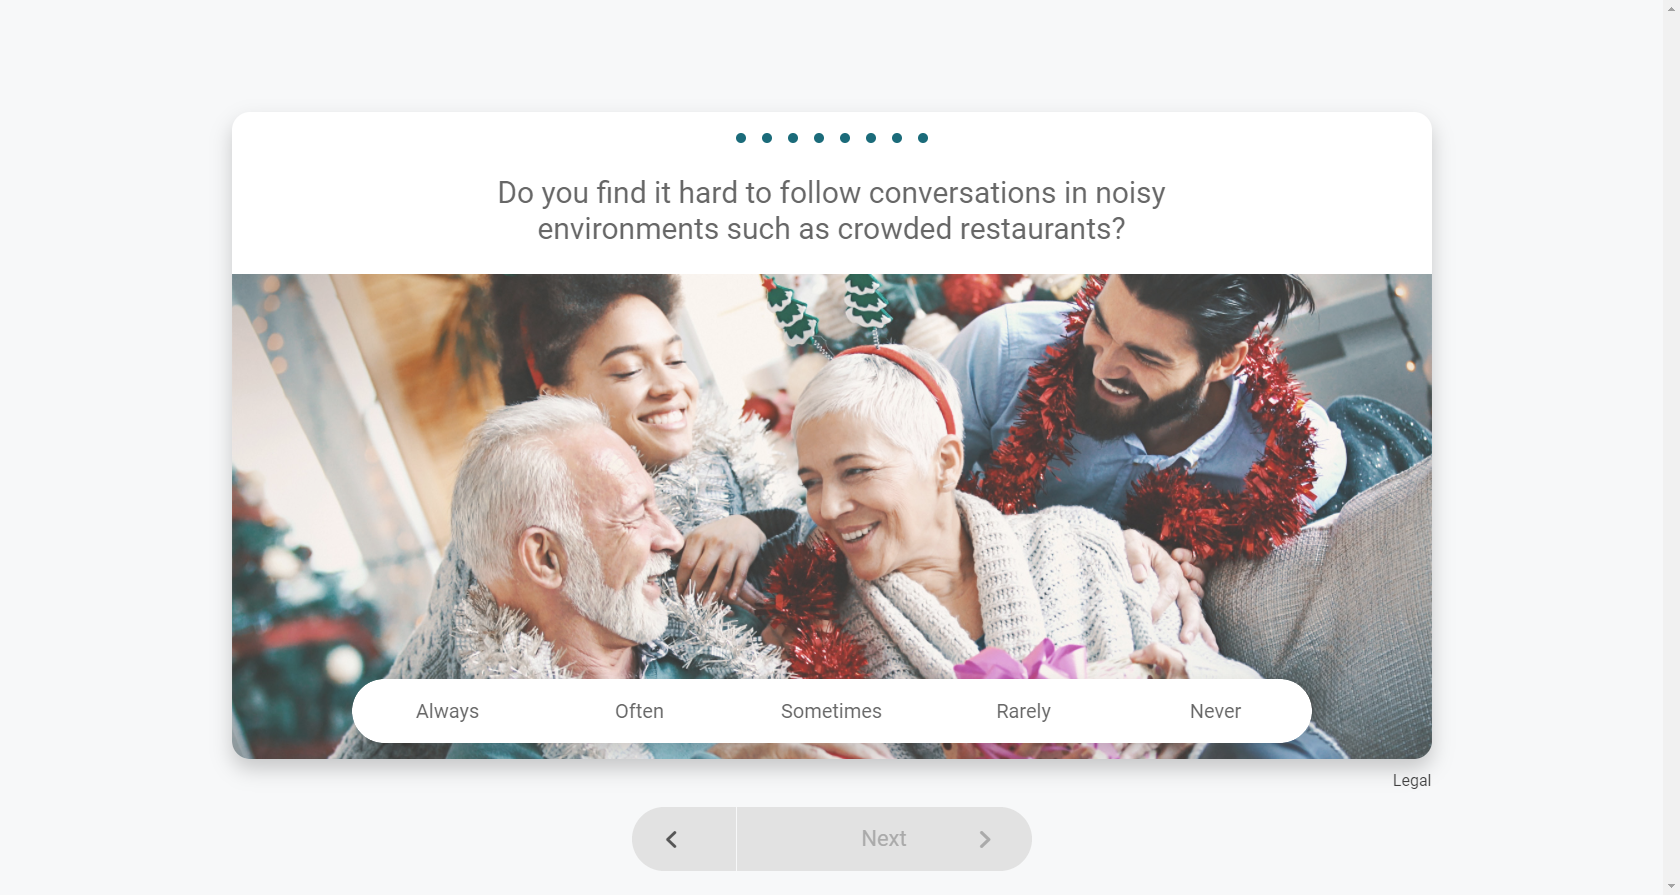 Do you find it hard to follow conversations in noisy
environments such as crowded restaurants?
Always
Often
Sometimes
Rarely
Never
Legal
Next